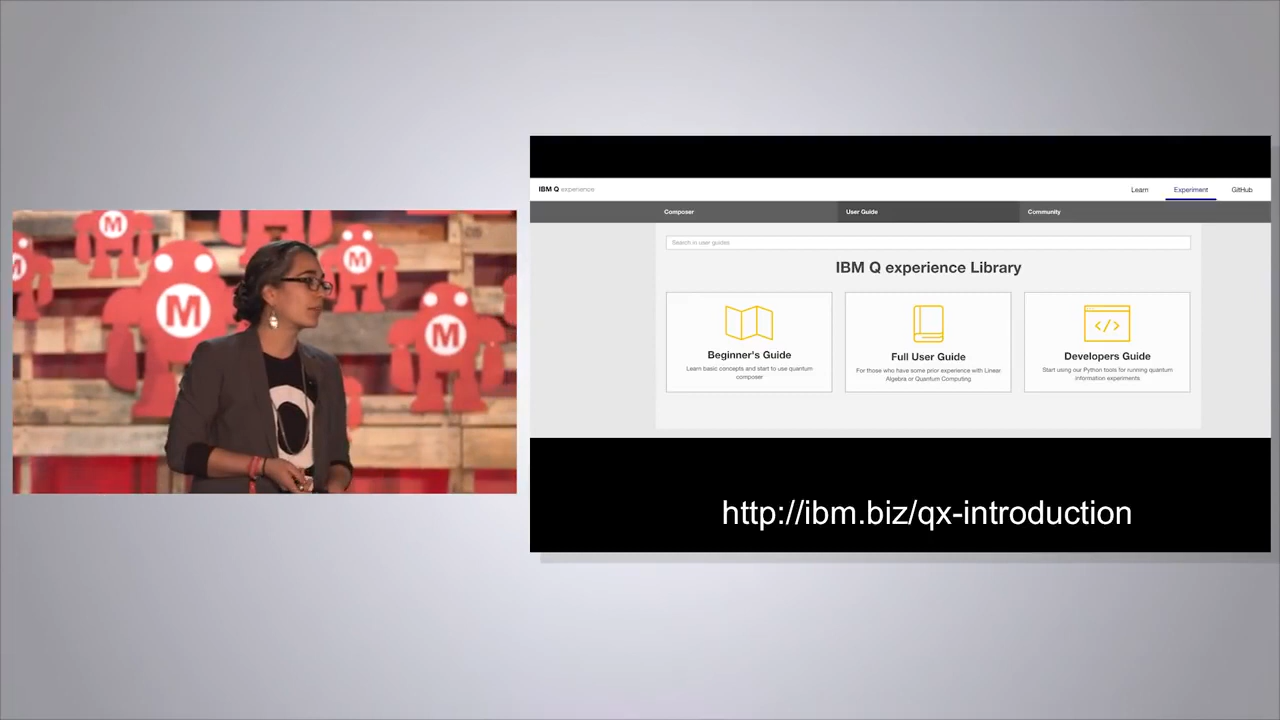 M
M
M
M
M
IBM Q experience
Learn
Experiment
GitHub
Composer
User Guide
Community
Search in user guides
IBM Q experience Library
Beginner's Guide
Learn basic concepts and start to use quantum
composer
Full User Guide
For those who have some prior experience with Linear
Algebra or Quantum Computing
Developers Guide
Start using our Python tools for running quantum
information experiments
http://ibm.biz/qx-introduction